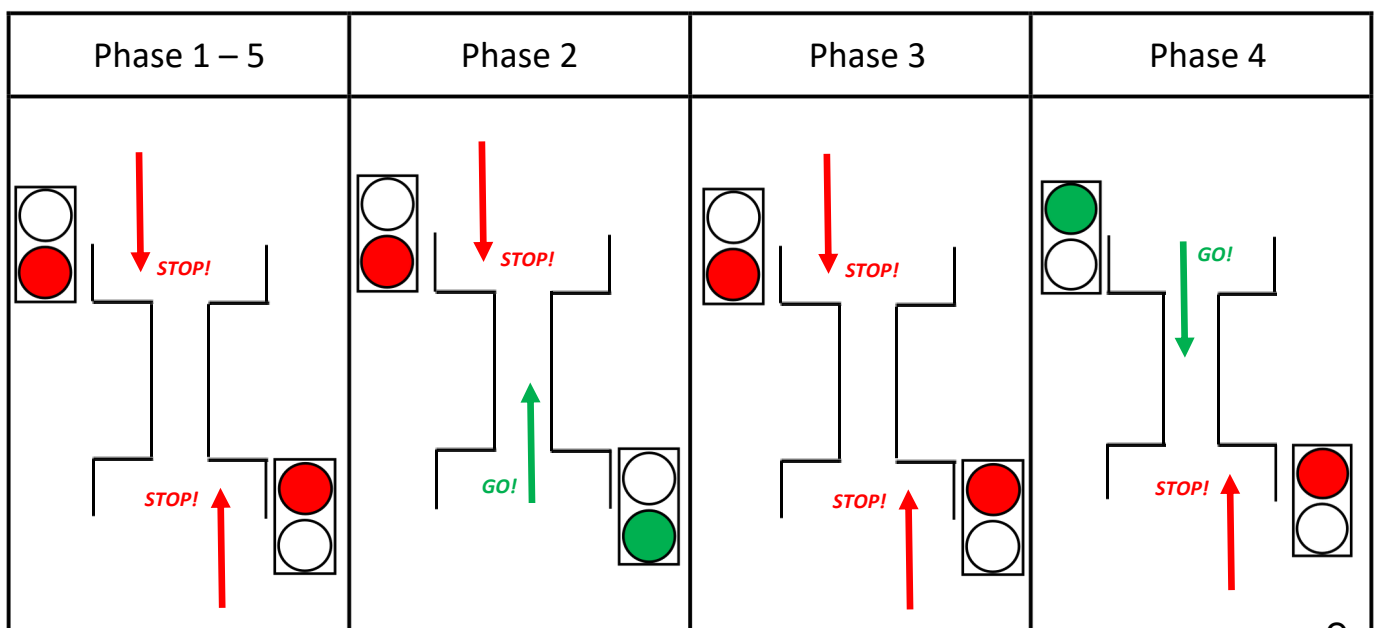 Phase 1 – 5
Phase 2
Phase 3
Phase 4
STOP!
STOP!
STOP!
GO!
STOP!
STOP!
GO!
STOP!